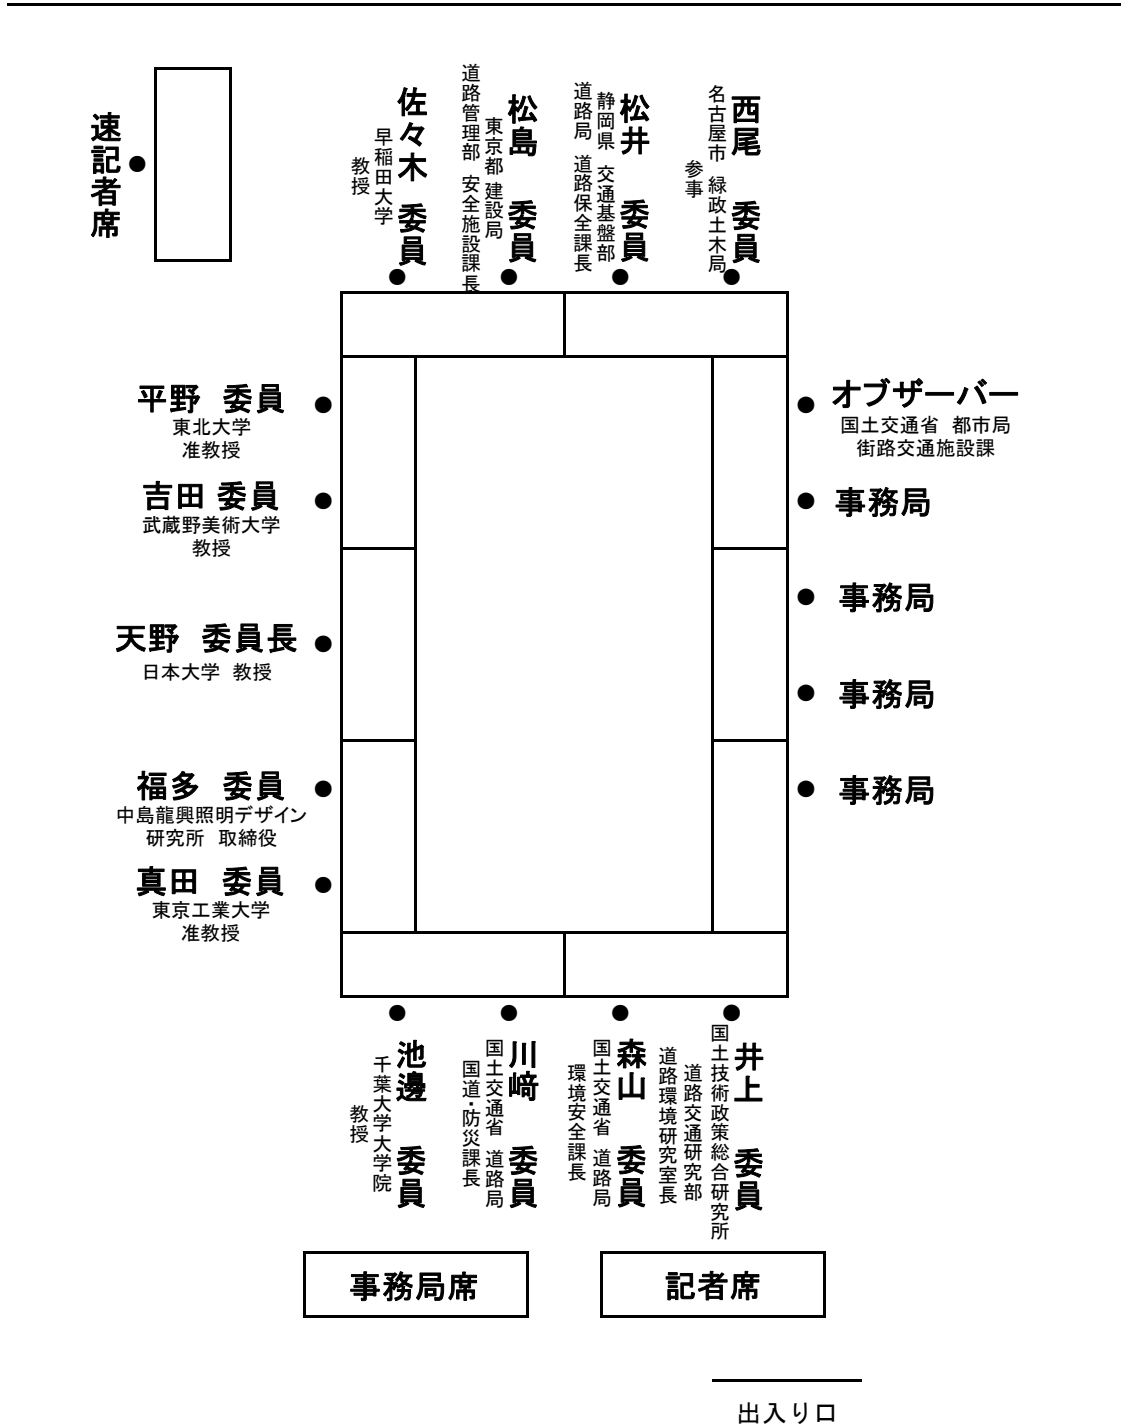 速記者席
佐々木 委員
早稲田大学
教授
松島 委員
東京都 建設局
道路管理部 安全施設課長
松井 委員
静岡県 交通基盤部
道路局 道路保全課長
西尾 委員
名古屋市 緑政土木局
参事
平野 委員
東北大学
准教授
吉田 委員
武蔵野美術大学
教授
天野 委員長
日本大学 教授
福多 委員
中島龍興照明デザイン
研究所 取締役
真田 委員
東京工業大学
准教授
オブザーバー
国土交通省 都市局
街路交通施設課
事務局
事務局
事務局
事務局
池邊 委員
千葉大学大学院
教授
川﨑 委員
国土交通省 道路局
国道・防災課長
森山 委員
国土交通省 道路局
環境安全課長
井上 委員
国土技術政策総合研究所
道路交通研究部
道路環境研究室長
事務局席
記者席
出入り口